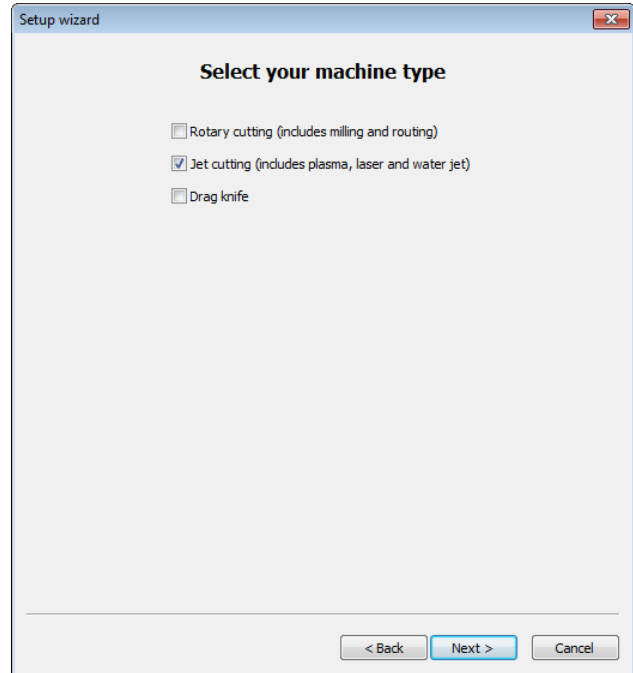 Setup wizard
Select your machine type
Rotary cutting (includes milling and routing)
Jet cutting (includes plasma, laser and water jet)
Drag knife
< Back Next > Cancel